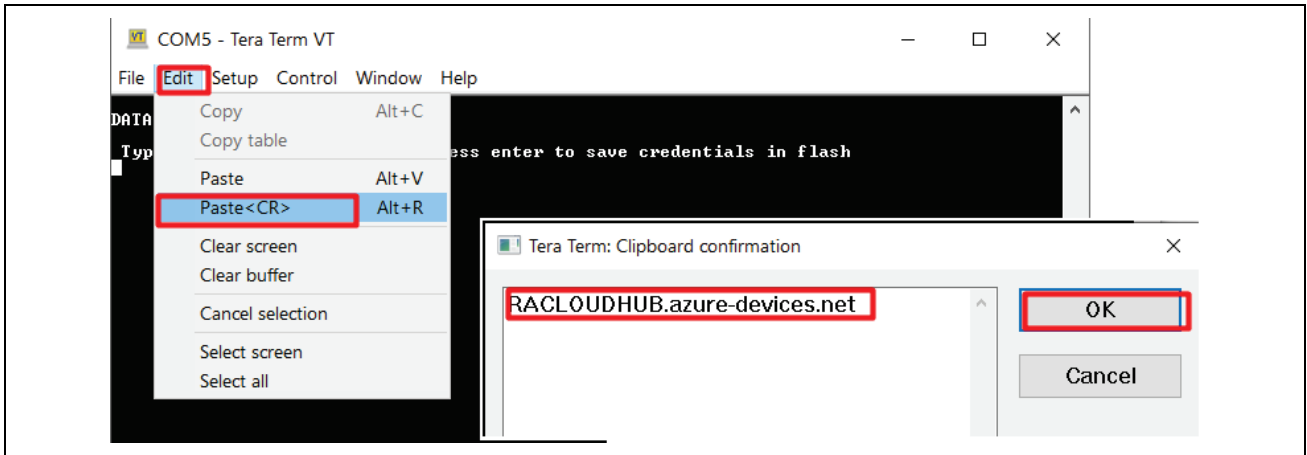 COM5 - Tera Term VT
File Edit Setup Control Window Help
DATA
Typ ess enter to save credentials in flash
Copy Alt+C
Copy table
Paste Alt+V
Paste<CR> Alt+R
Clear screen
Clear buffer
Cancel selection
Select screen
Select all
Tera Term: Clipboard confirmation
RACLOUDHUB.azure-devices.net
OK
Cancel